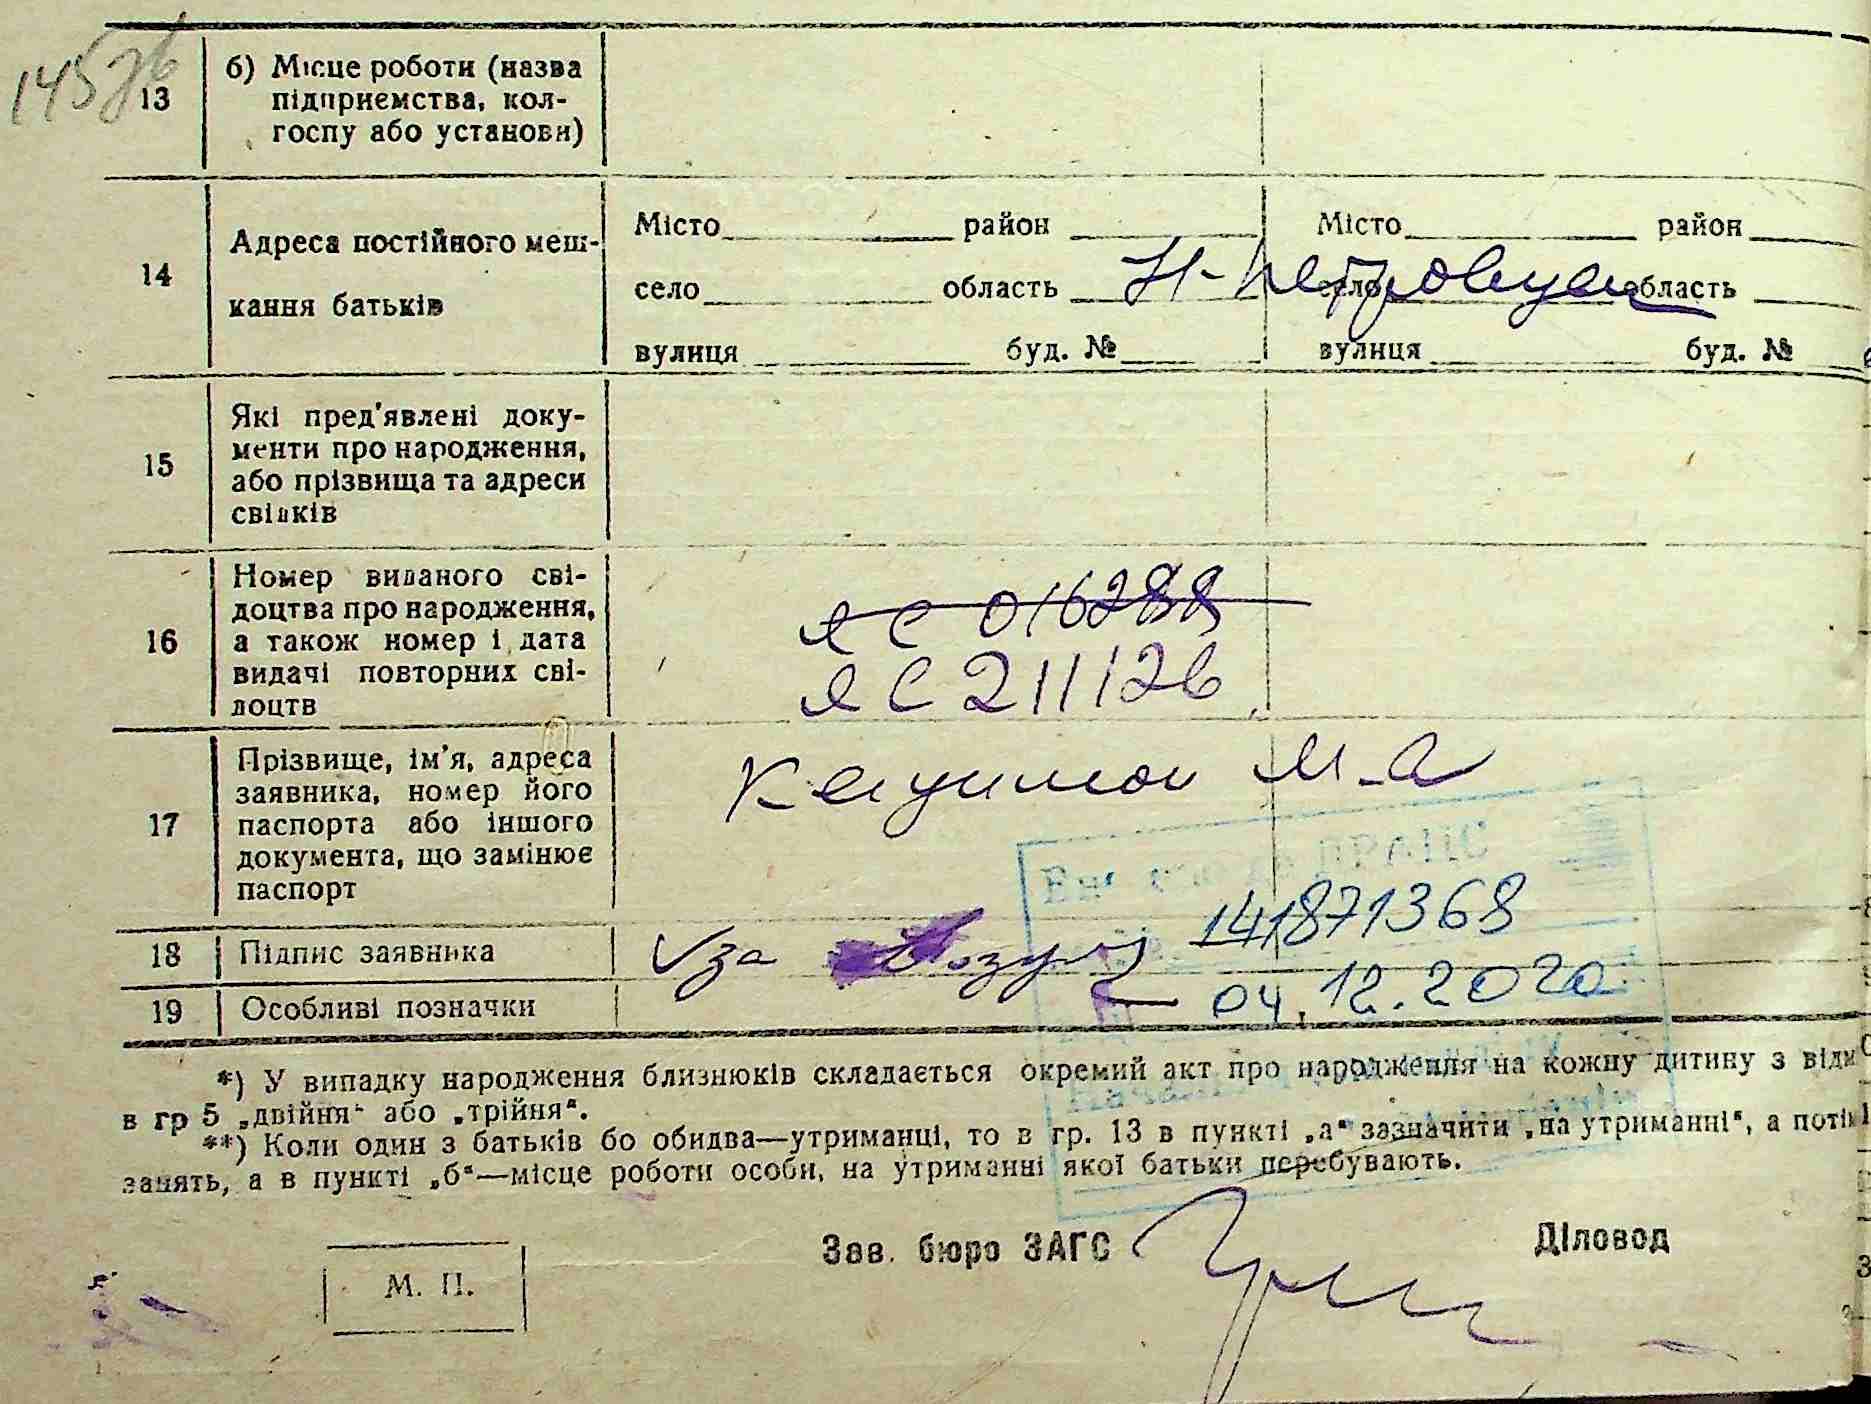 145зв
13
б) Місце роботи (назва
підприємства, кол-
госпу або установи)
14
Адреса постійного меш-
кання батьків
Місто район Місто район
село область Н-Петровцы село область
вулиця буд. № вулиця буд. №
15
Які пред'явлені доку-
менти про народження,
або прізвища та адреси
свідків
16
Номер виданого сві-
доцтва про народження,
а також номер і дата
видачі повторних сві-
доцтв
ЯС 016288
ЯС 211126
17
Прізвище, ім'я, адреса
заявника, номер його
паспорта або іншого
документа, що замінює
паспорт
М.А
ДРАЦС
141871368
18 Підпис заявника
за
04.12.2020
19 Особливі позначки
*) У випадку народження близнюків складається окремий акт про народження на кожну дитину з відм
в гр 5 „двійня“ або „трійня“.
**) Коли один з батьків бо обидва—утриманці, то в гр. 13 в пункті „а“ зазначити „на утриманні“, а поті
занять, а в пункті „б“—місце роботи особи, на утриманні якої батьки перебувають.
Зав. бюро ЗАГС Діловод
М. П.